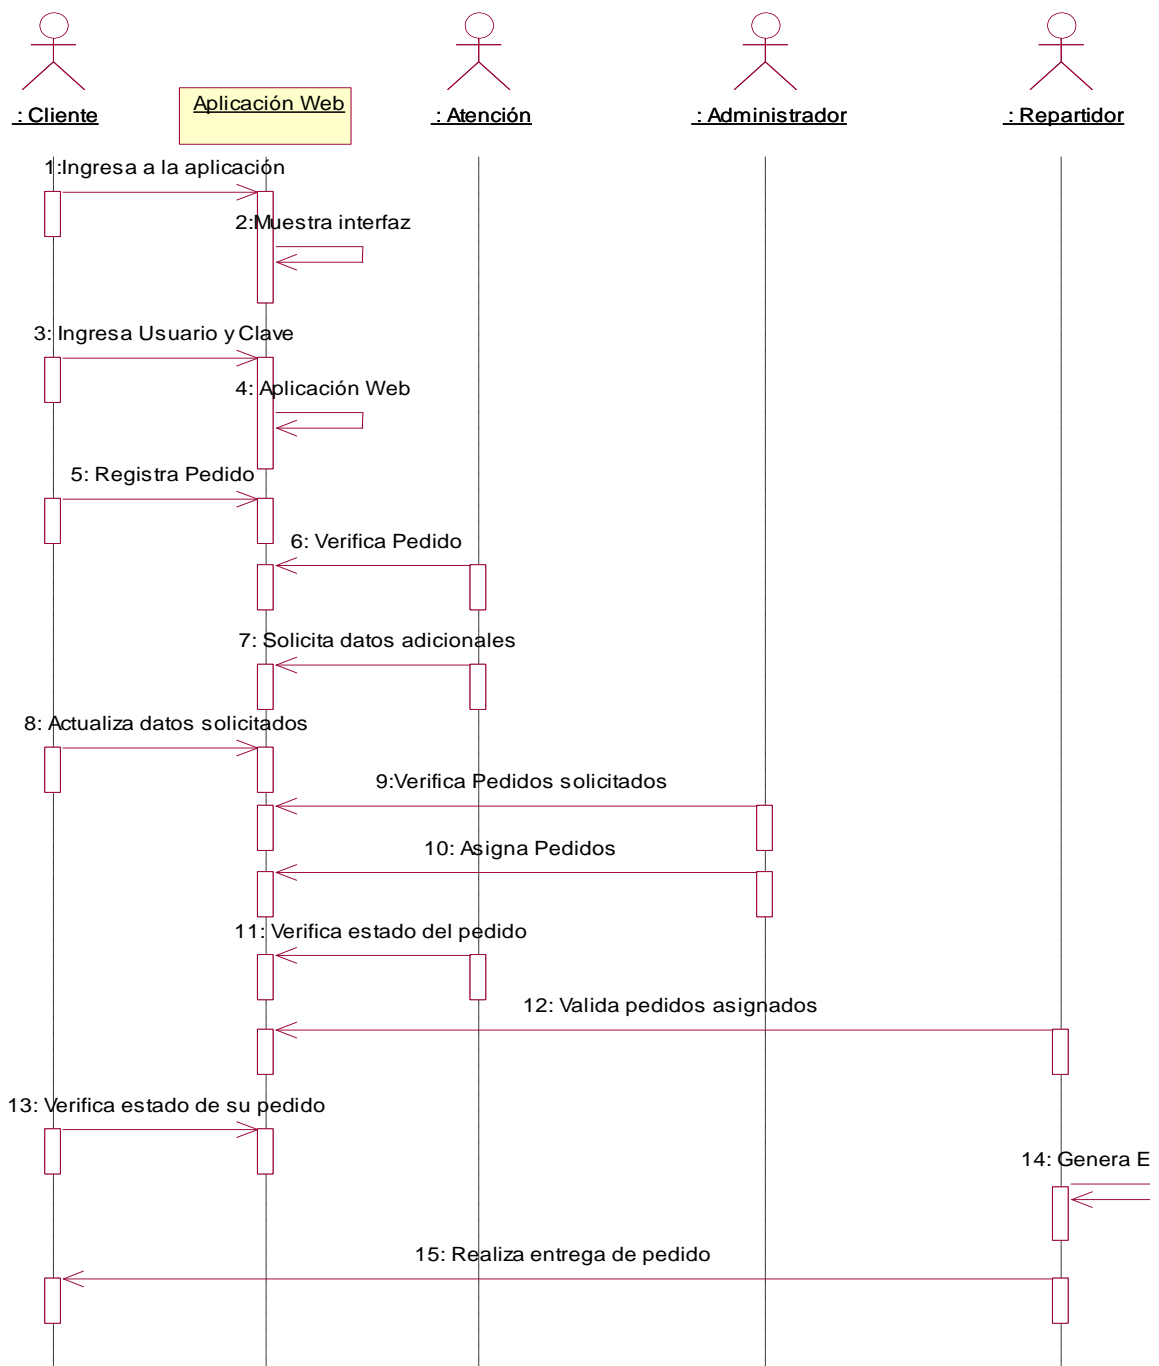 : Cliente
Aplicación Web
: Atención
: Administrador
: Repartidor
1:Ingresa a la aplicación
2:Muestra interfaz
3: Ingresa Usuario y Clave
4: Aplicación Web
5: Registra Pedido
6: Verifica Pedido
7: Solicita datos adicionales
8: Actualiza datos solicitados
9:Verifica Pedidos solicitados
10: Asigna Pedidos
11: Verifica estado del pedido
12: Valida pedidos asignados
13: Verifica estado de su pedido
14: Genera E
15: Realiza entrega de pedido